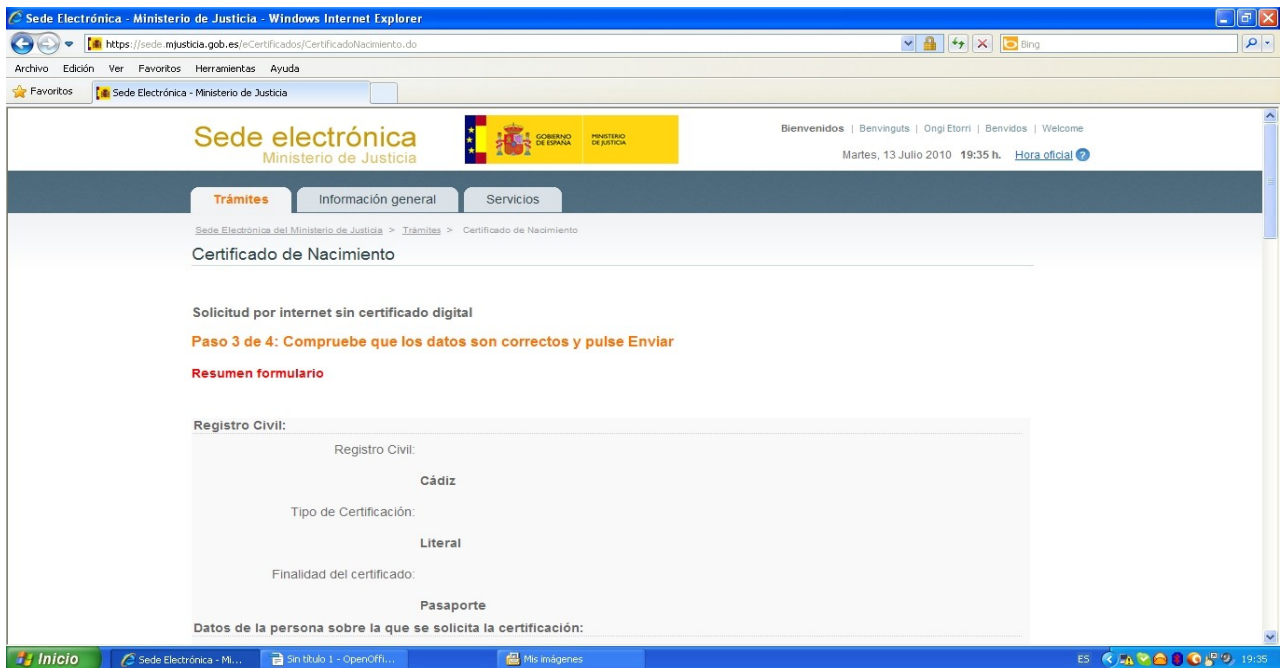 Sede Electrónica - Ministerio de Justicia - Windows Internet Explorer
https://sede.mjusticia.gob.es/eCertificados/CertificadoNacimiento.do
Bing
Archivo Edición Ver Favoritos Herramientas Ayuda
Favoritos Sede Electrónica - Ministerio de Justicia
Sede electrónica
Ministerio de Justicia
GOBIERNO DE ESPAÑA
MINISTERIO DE JUSTICIA
Bienvenidos | Benvinguts | Ongi Etorri | Benvidos | Welcome
Martes, 13 Julio 2010 19:35 h. Hora oficial ?
Trámites Información general Servicios
Sede Electrónica del Ministerio de Justicia > Trámites > Certificado de Nacimiento
Certificado de Nacimiento
Solicitud por internet sin certificado digital
Paso 3 de 4: Compruebe que los datos son correctos y pulse Enviar
Resumen formulario
Registro Civil:
Registro Civil:
Cádiz
Tipo de Certificación:
Literal
Finalidad del certificado:
Pasaporte
Datos de la persona sobre la que se solicita la certificación:
Inicio Sede Electrónica - Mi... Sin título 1 - OpenOffi... Mis imágenes ES 19:35